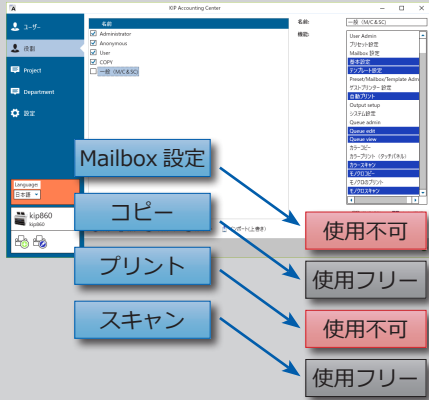 KIP Accounting Center
ユーザー
役割
Project
Department
設定
Language:
日本語
kip860
kip860
名前
Administrator
Anonymous
User
COPY
一般（M/C＆SC)
名前:
一般（M/C＆SC)
機能:
User Admin
プリセット設定
Mailbox 設定
基本設定
テンプレート設定
Preset/Mailbox/Template Adm
ゲストプリンター設定
自動プリント
Output setup
システム設定
Queue admin
Queue edit
Queue view
カラーコピー
カラープリント（タッチパネル）
カラースキャン
モノクロコピー
モノクロのプリント
モノクロスキャン
ンポート(上書き)
Mailbox 設定
コピー
プリント
スキャン
使用不可
使用フリー
使用不可
使用フリー